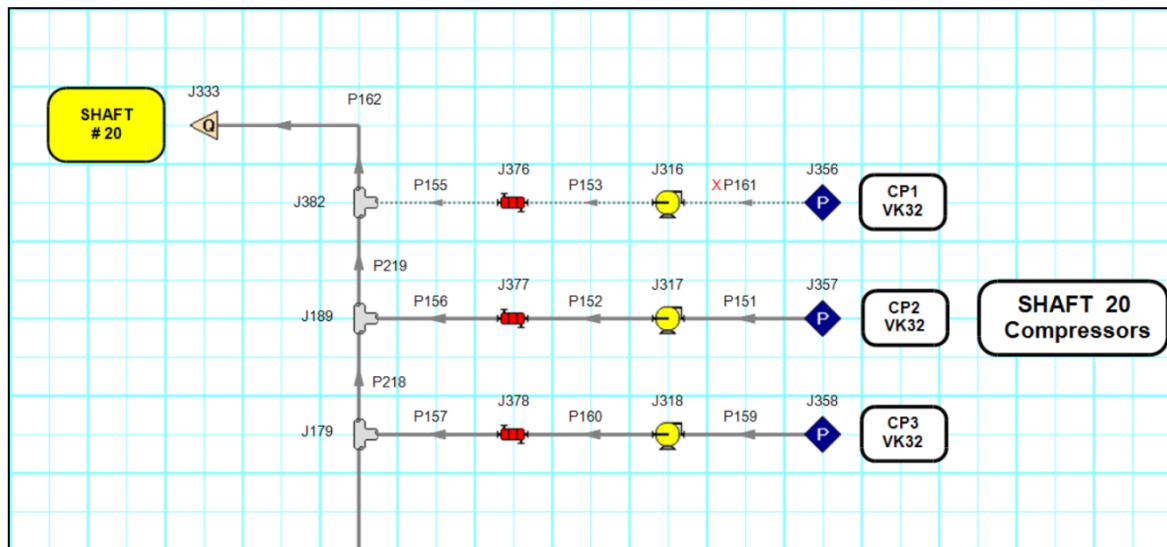 J333
P162
SHAFT
# 20
Q
J376
J316
J356
P155
P153
X P161
J382
P
CP1
VK32
P219
J377
J317
J357
P156
P152
P151
J189
P
CP2
VK32
SHAFT 20
Compressors
P218
J378
J318
J358
P157
P160
P159
J179
P
CP3
VK32